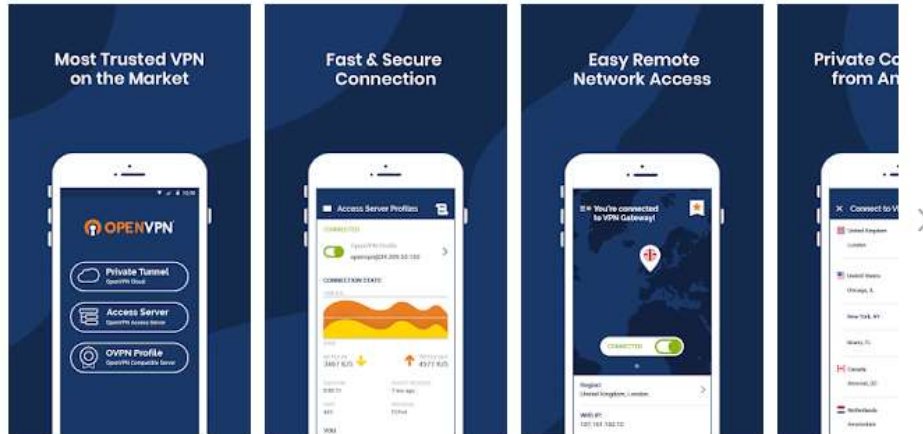 Most Trusted VPN
on the Market
OPENVPN
Private Tunnel
OpenVPN Cloud
Access Server
OpenVPN Access Server
OVPN Profile
OpenVPN Compatible Server
Fast & Secure
Connection
Access Server Profiles
CONNECTED
OpenVPN Profile
CONNECTION STATS
YOU
Easy Remote
Network Access
You're connected
to VPN Gateway!
CONNECTED
Region:
United Kingdom, London
Private Co
from An
Connect to V
United Kingdom
London
United States
Chicago, IL
New York, NY
Miami, FL
Canada
Netherlands
Amsterdam